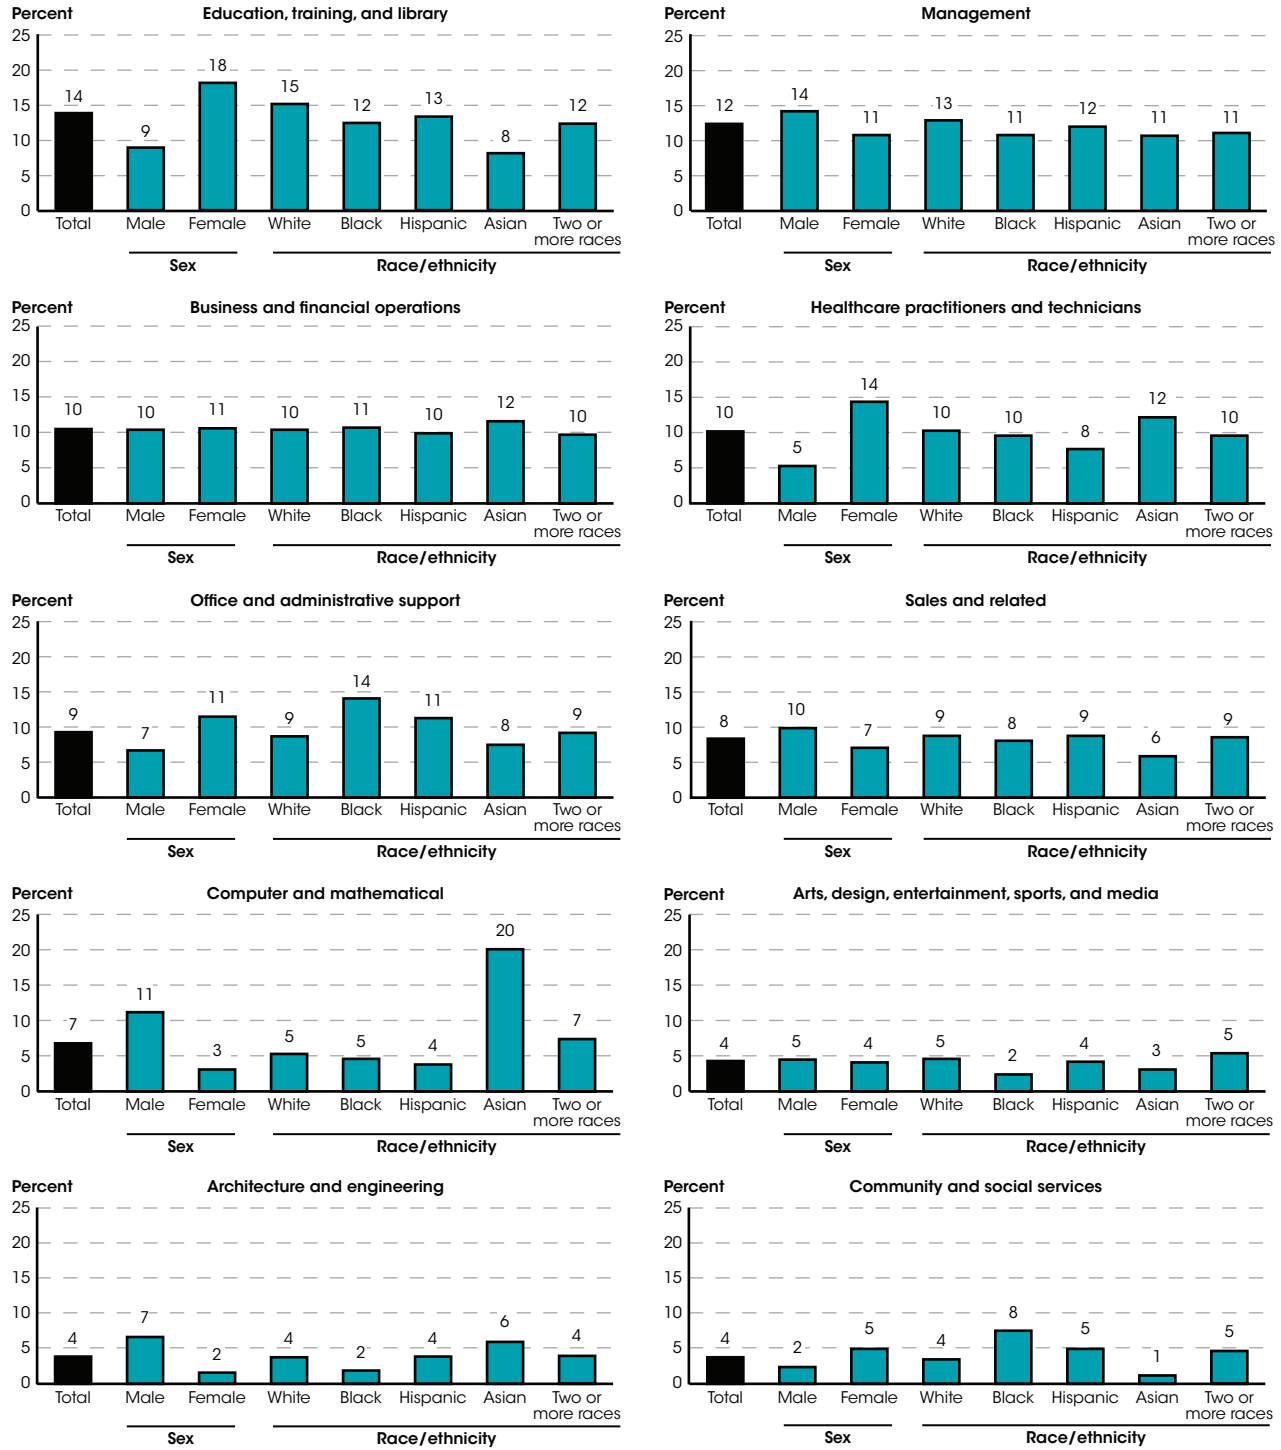 Percent Education, training, and library
25
20
15
10
5
0
14 9 18 15 12 13 8 12
Total Male Female White Black Hispanic Asian Two or
more races
Sex Race/ethnicity
Percent Management
25
20
15
10
5
0
12 14 11 13 11 12 11 11
Total Male Female White Black Hispanic Asian Two or
more races
Sex Race/ethnicity
Percent Business and financial operations
25
20
15
10
5
0
10 10 11 10 11 10 12 10
Total Male Female White Black Hispanic Asian Two or
more races
Sex Race/ethnicity
Percent Healthcare practitioners and technicians
25
20
15
10
5
0
10 5 14 10 10 8 12 10
Total Male Female White Black Hispanic Asian Two or
more races
Sex Race/ethnicity
Percent Office and administrative support
25
20
15
10
5
0
9 7 11 9 14 11 8 9
Total Male Female White Black Hispanic Asian Two or
more races
Sex Race/ethnicity
Percent Sales and related
25
20
15
10
5
0
8 10 7 9 8 9 6 9
Total Male Female White Black Hispanic Asian Two or
more races
Sex Race/ethnicity
Percent Computer and mathematical
25
20
15
10
5
0
7 11 3 5 5 4 20 7
Total Male Female White Black Hispanic Asian Two or
more races
Sex Race/ethnicity
Percent Arts, design, entertainment, sports, and media
25
20
15
10
5
0
4 5 4 5 2 4 3 5
Total Male Female White Black Hispanic Asian Two or
more races
Sex Race/ethnicity
Percent Architecture and engineering
25
20
15
10
5
0
4 7 2 4 2 4 6 4
Total Male Female White Black Hispanic Asian Two or
more races
Sex Race/ethnicity
Percent Community and social services
25
20
15
10
5
0
4 2 5 4 8 5 1 5
Total Male Female White Black Hispanic Asian Two or
more races
Sex Race/ethnicity